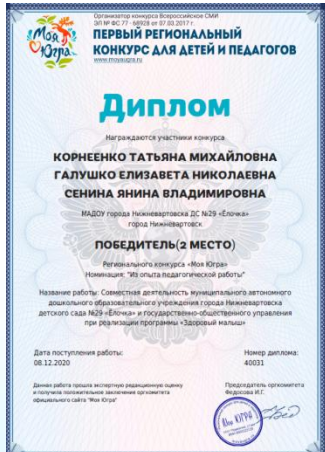 Организатор конкурса Всероссийское СМИ
ЭЛ № ФС 77 - 68928 от 07.03.2017 г.
Моя Югра
ПЕРВЫЙ РЕГИОНАЛЬНЫЙ
КОНКУРС ДЛЯ ДЕТЕЙ И ПЕДАГОГОВ
www.moyaugra.ru
Диплом
Награждаются участники конкурса
КОРНЕЕНКО ТАТЬЯНА МИХАЙЛОВНА
ГАЛУШКО ЕЛИЗАВЕТА НИКОЛАЕВНА
СЕНИНА ЯНИНА ВЛАДИМИРОВНА
МАДОУ города Нижневартовска ДС №29 «Ёлочка»
город Нижневартовск
ПОБЕДИТЕЛЬ(2 МЕСТО)
Регионального конкурса «Моя Югра»
Номинация: "Из опыта педагогической работы"
Название работы: Совместная деятельность муниципального автономного
дошкольного образовательного учреждения города Нижневартовска
детского сада №29 «Ёлочка» и государственно-общественного управления
при реализации программы «Здоровый малыш»
Дата поступления работы:
08.12.2020
Номер диплома:
40031
Данная работа прошла экспертную редакционную оценку
и получила положительное заключение оргкомитета
официального сайта "Моя Югра"
Председатель оргкомитета
Федосова И.Г.